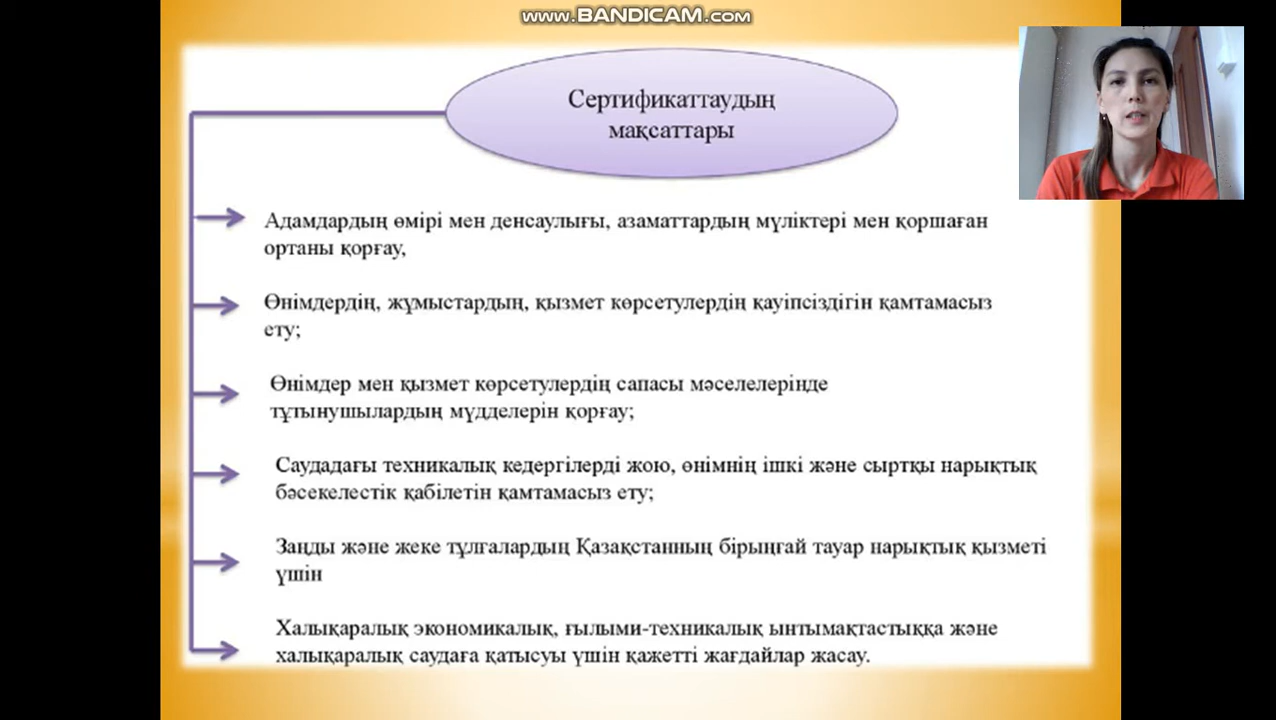 www.BANDICAM.com
Сертификаттаудың
мақсаттары
Адамдардың өмірі мен денсаулығы, азаматтардың мүліктері мен қоршаған
ортаны қорғау,
Өнімдердің, жұмыстардың, қызмет көрсетулердің қауіпсіздігін қамтамасыз
ету;
Өнімдер мен қызмет көрсетулердің сапасы мәселелерінде
тұтынушылардың мүдделерін қорғау;
Саудадағы техникалық кедергілерді жою, өнімнің ішкі және сыртқы нарықтық
бәсекелестік қабілетін қамтамасыз ету;
Заңды және жеке тұлғалардың Қазақстанның бірыңғай тауар нарықтық қызметі
үшін
Халықаралық экономикалық, ғылыми-техникалық ынтымақтастыққа және
халықаралық саудаға қатысуы үшін қажетті жағдайлар жасау.